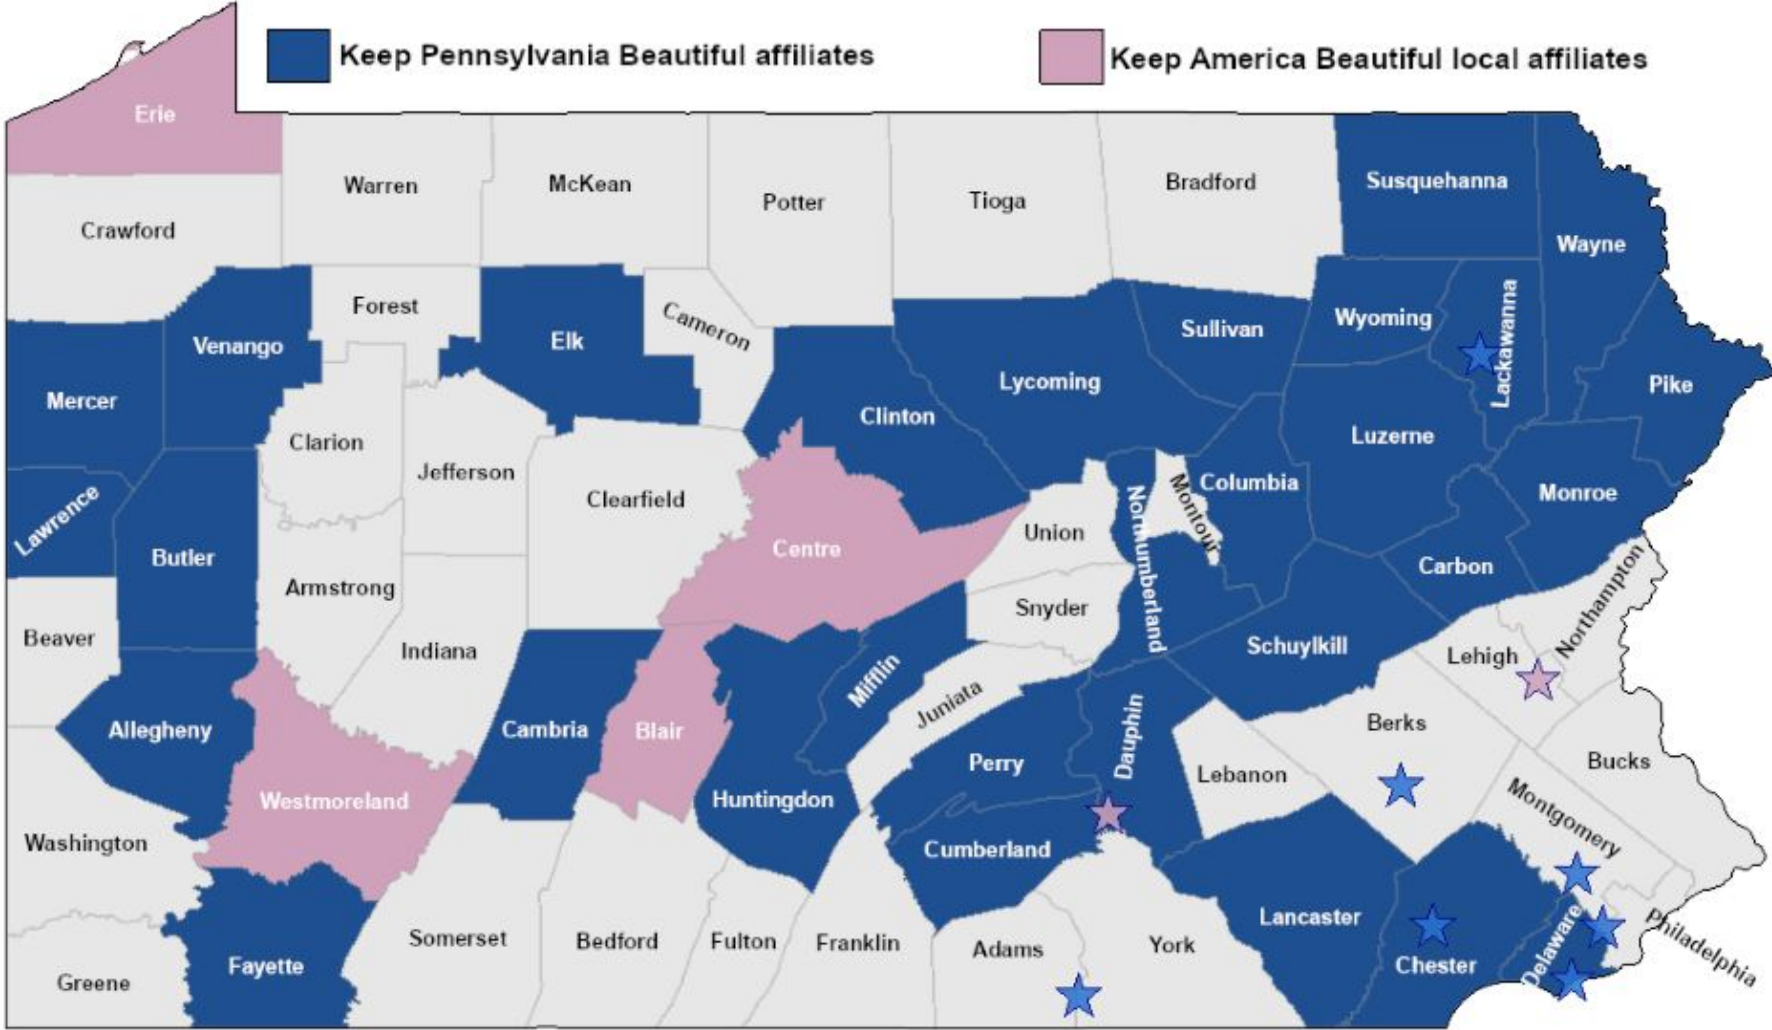 Keep Pennsylvania Beautiful affiliates
Keep America Beautiful local affiliates
Erie
Warren
McKean
Potter
Tioga
Bradford
Susquehanna
Wayne
Crawford
Forest
Cameron
Elk
Venango
Mercer
Clinton
Lycoming
Sullivan
Wyoming
Lackawanna
Pike
Clarion
Jefferson
Clearfield
Luzerne
Columbia
Montour
Monroe
Lawrence
Butler
Armstrong
Centre
Union
Northumberland
Carbon
Northampton
Beaver
Indiana
Snyder
Schuylkill
Lehigh
Mifflin
Juniata
Allegheny
Cambria
Blair
Huntingdon
Perry
Dauphin
Lebanon
Berks
Bucks
Westmoreland
Washington
Cumberland
Montgomery
Lancaster
Chester
Delaware
Philadelphia
Greene
Fayette
Somerset
Bedford
Fulton
Franklin
Adams
York